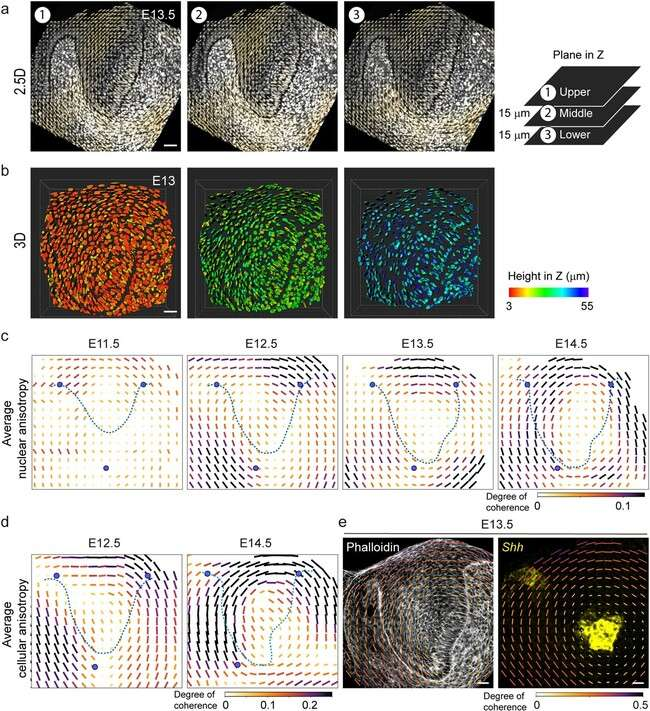 a
1
E13.5
2
3
2.5D
Plane in Z
1 Upper
15 μm
2 Middle
15 μm
3 Lower
b
E13
3D
Height in Z (μm)
3
55
c
E11.5
E12.5
E13.5
E14.5
Average
nuclear anisotropy
Degree of
coherence
0
0.1
d
E12.5
E14.5
Average
cellular anisotropy
Degree of
coherence
0
0.1
0.2
e
E13.5
Phalloidin
Shh
Degree of
coherence
0
0.5